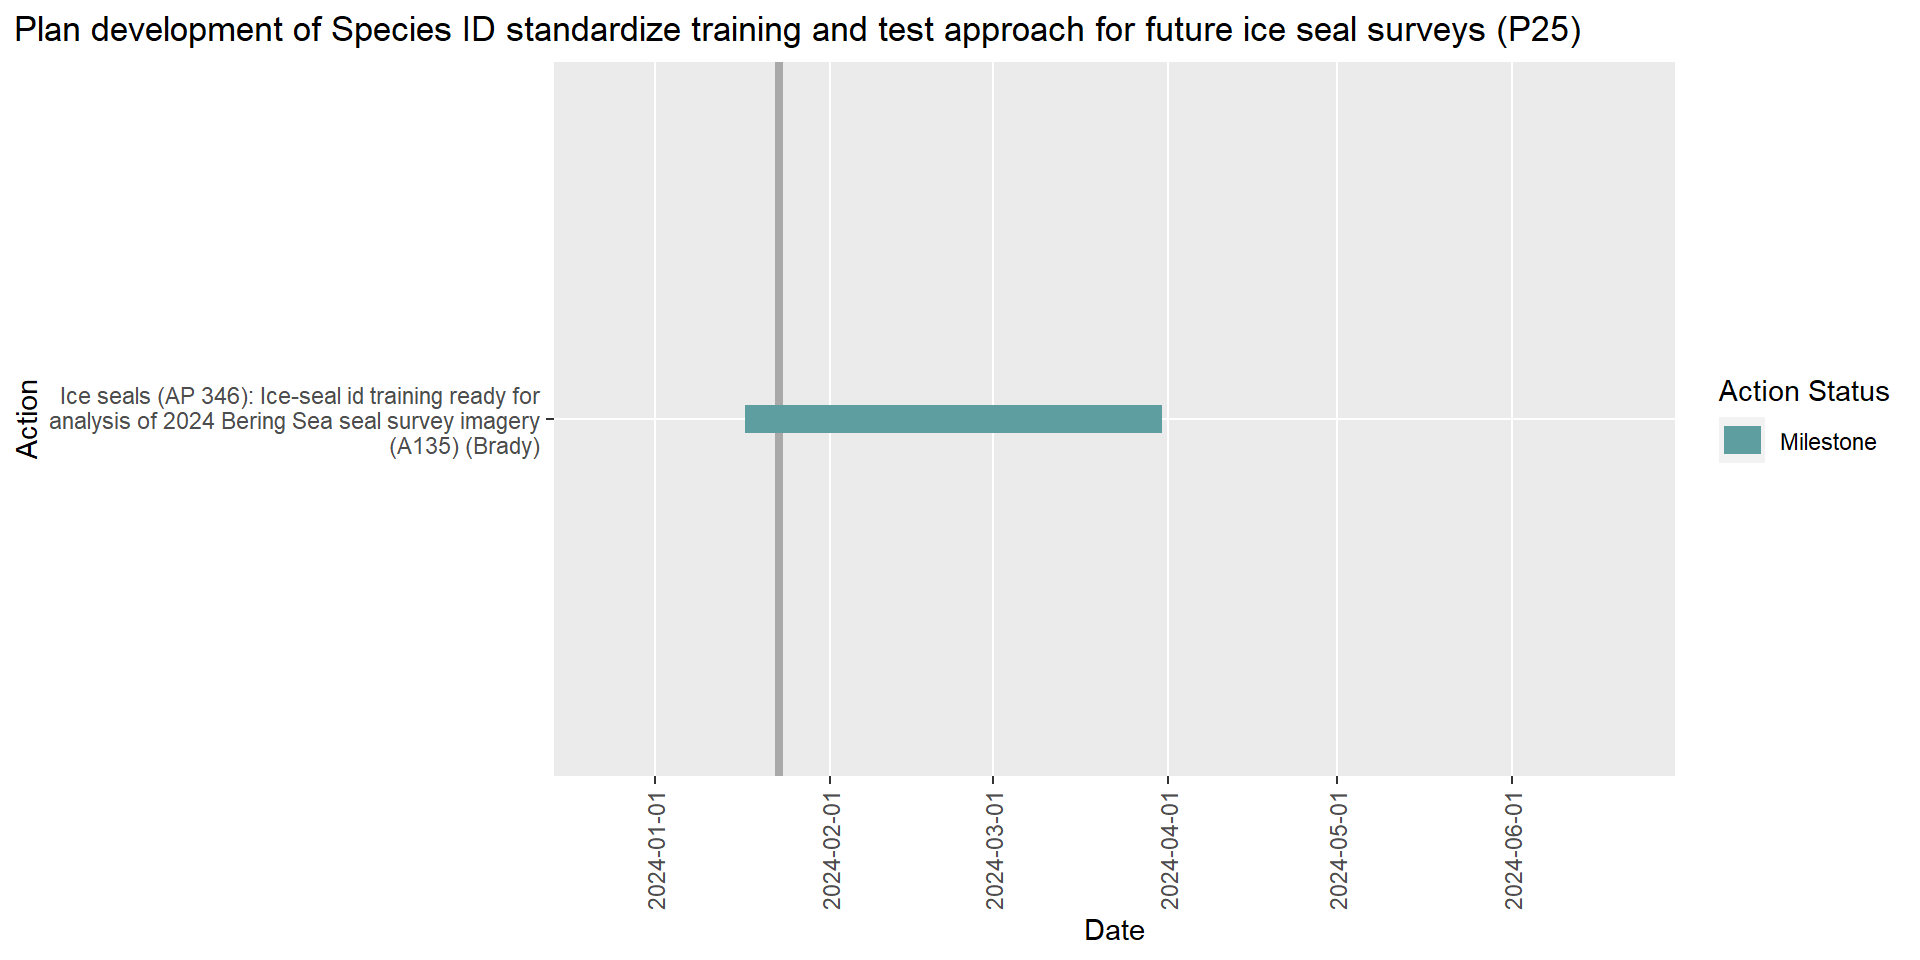 Plan development of Species ID standardize training and test approach for future ice seal surveys (P25)
Action
Ice seals (AP 346): Ice-seal id training ready for
analysis of 2024 Bering Sea seal survey imagery
(A135) (Brady)
Action Status
Milestone
2024-01-01
2024-02-01
2024-03-01
2024-04-01
2024-05-01
2024-06-01
Date